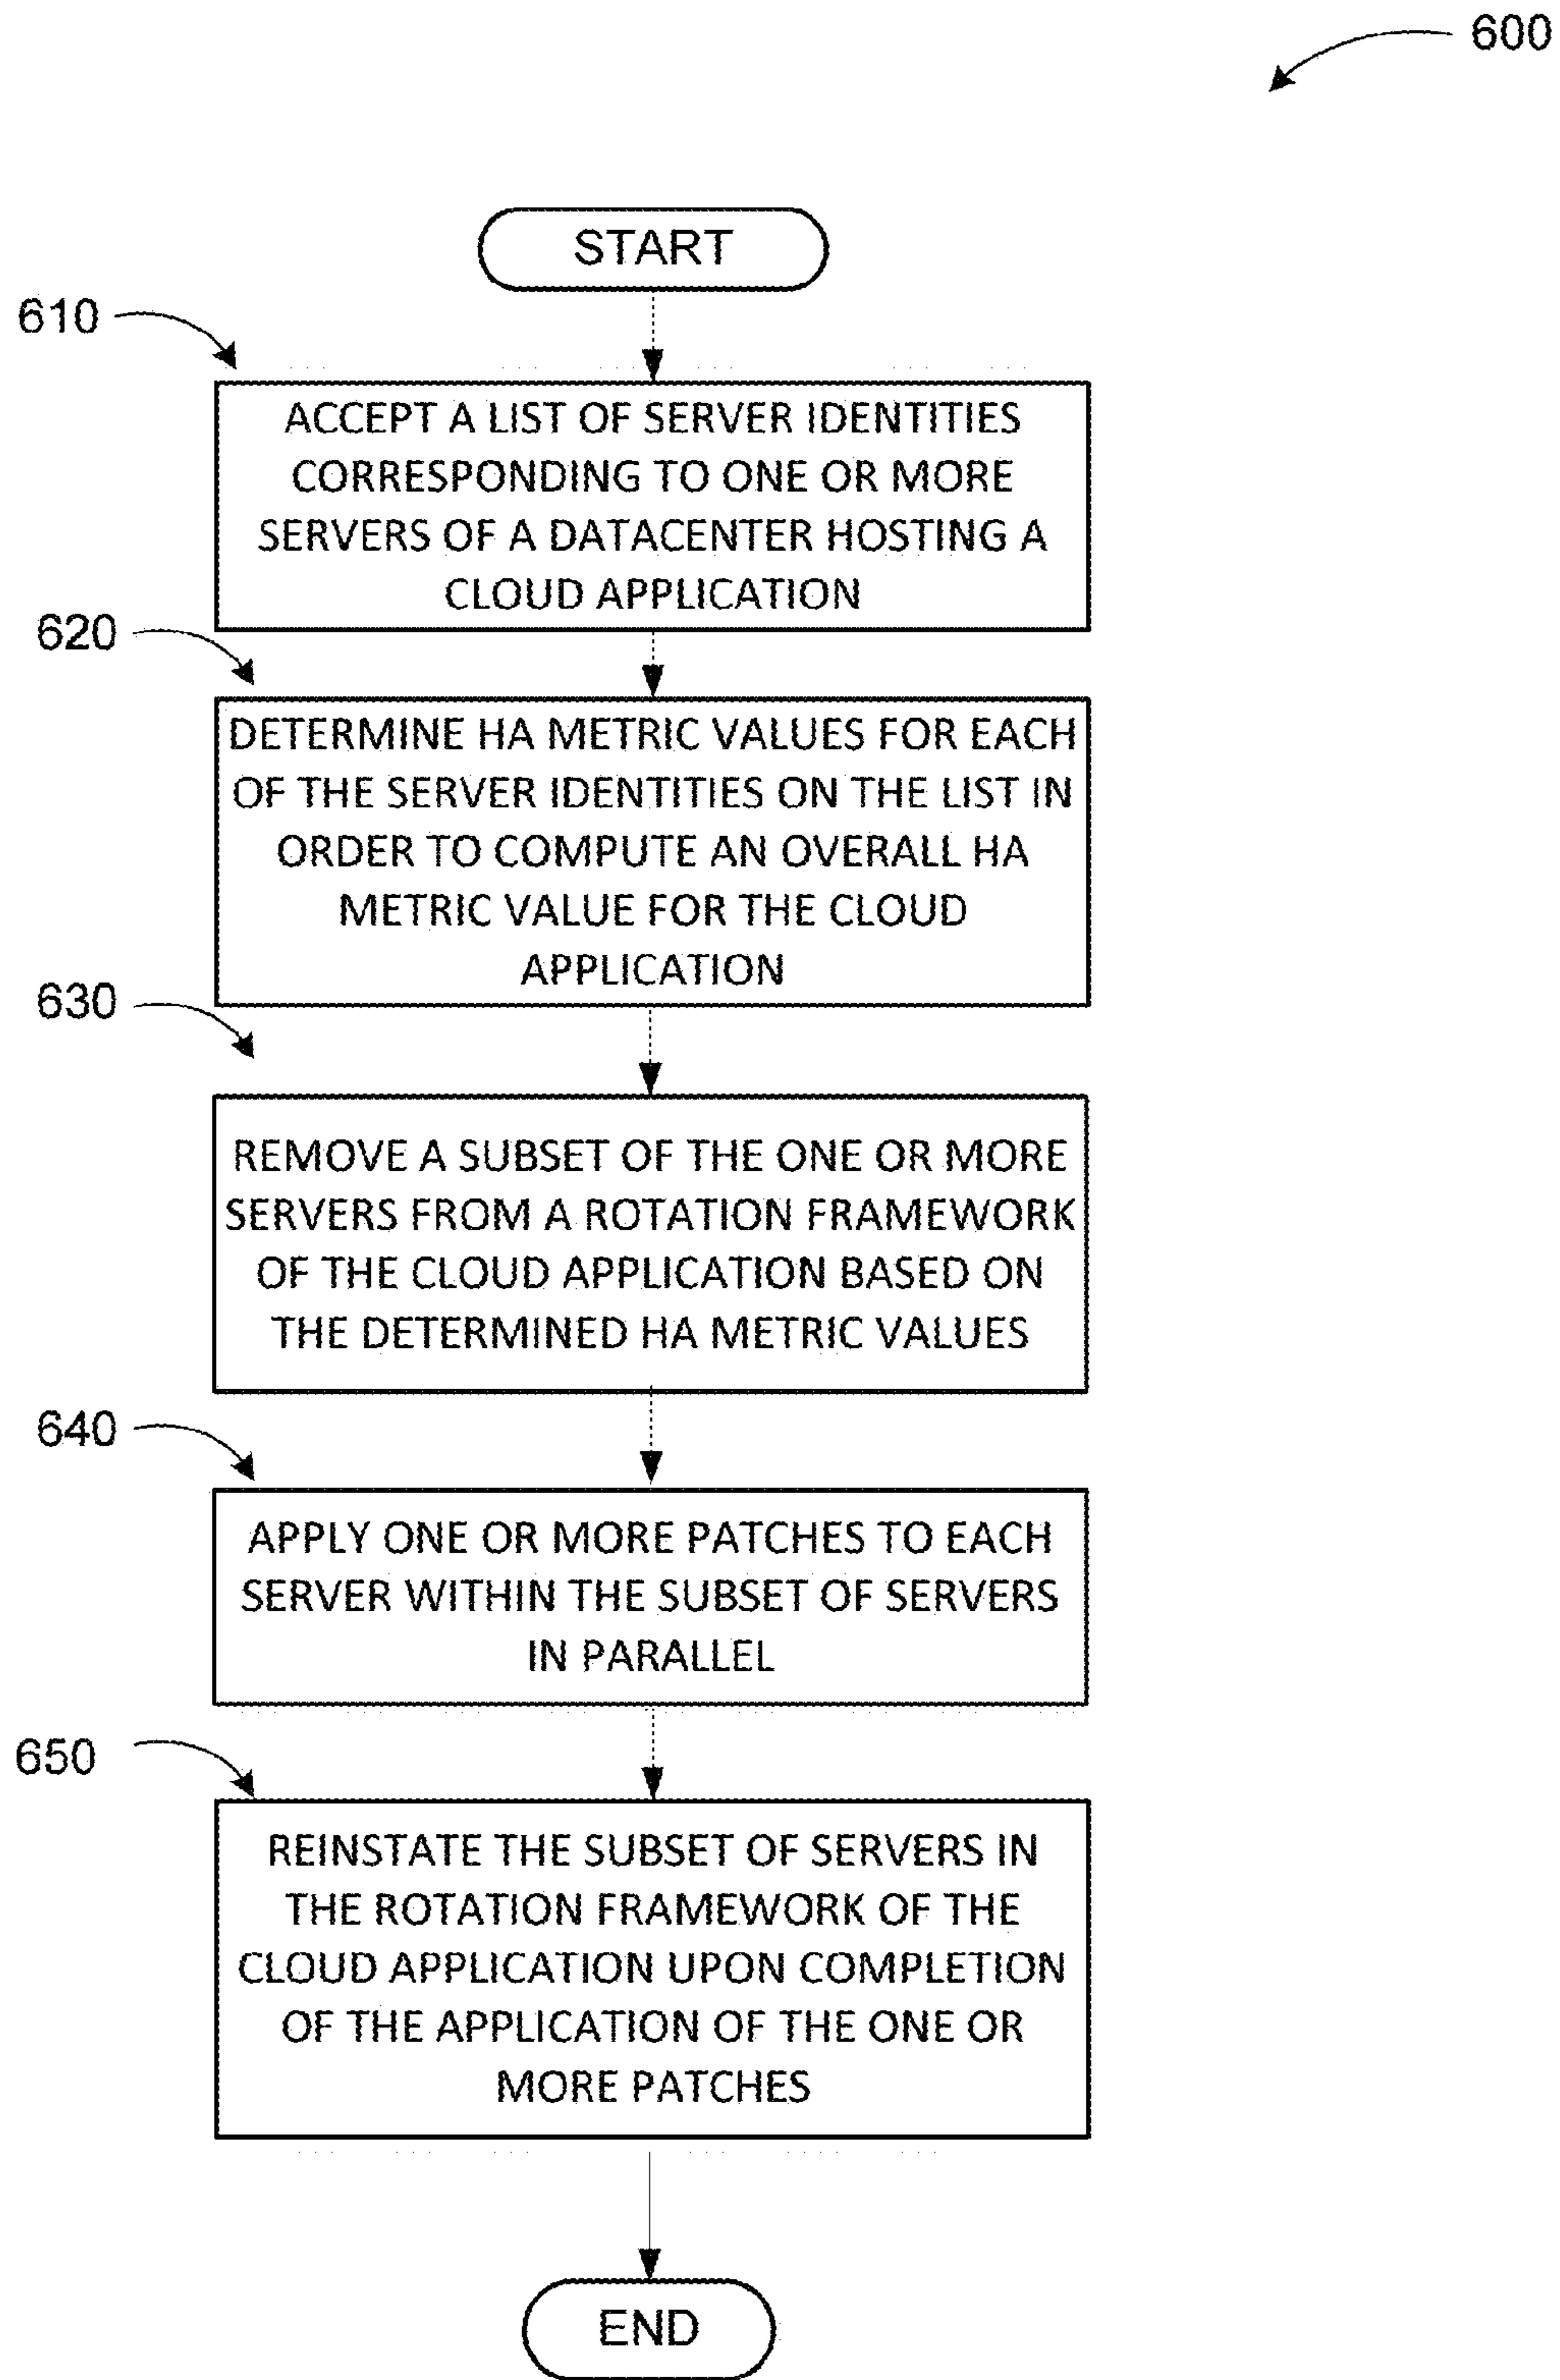 600
START
610
ACCEPT A LIST OF SERVER IDENTITIES
CORRESPONDING TO ONE OR MORE
SERVERS OF A DATACENTER HOSTING A
CLOUD APPLICATION
620
DETERMINE HA METRIC VALUES FOR EACH
OF THE SERVER IDENTITIES ON THE LIST IN
ORDER TO COMPUTE AN OVERALL HA
METRIC VALUE FOR THE CLOUD
APPLICATION
630
REMOVE A SUBSET OF THE ONE OR MORE
SERVERS FROM A ROTATION FRAMEWORK
OF THE CLOUD APPLICATION BASED ON
THE DETERMINED HA METRIC VALUES
640
APPLY ONE OR MORE PATCHES TO EACH
SERVER WITHIN THE SUBSET OF SERVERS
IN PARALLEL
650
REINSTATE THE SUBSET OF SERVERS IN
THE ROTATION FRAMEWORK OF THE
CLOUD APPLICATION UPON COMPLETION
OF THE APPLICATION OF THE ONE OR
MORE PATCHES
END